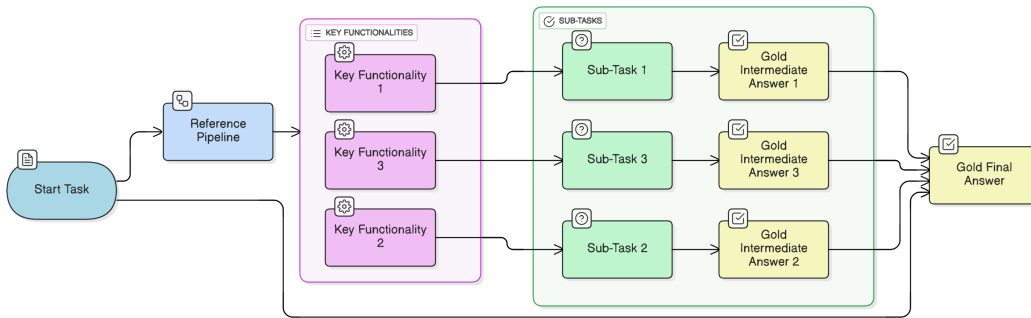 KEY FUNCTIONALITIES
SUB-TASKS
Key Functionality
1
Sub-Task 1
Gold
Intermediate
Answer 1
Reference
Pipeline
Key Functionality
3
Sub-Task 3
Gold
Intermediate
Answer 3
Start Task
Gold Final
Answer
Key Functionality
2
Sub-Task 2
Gold
Intermediate
Answer 2